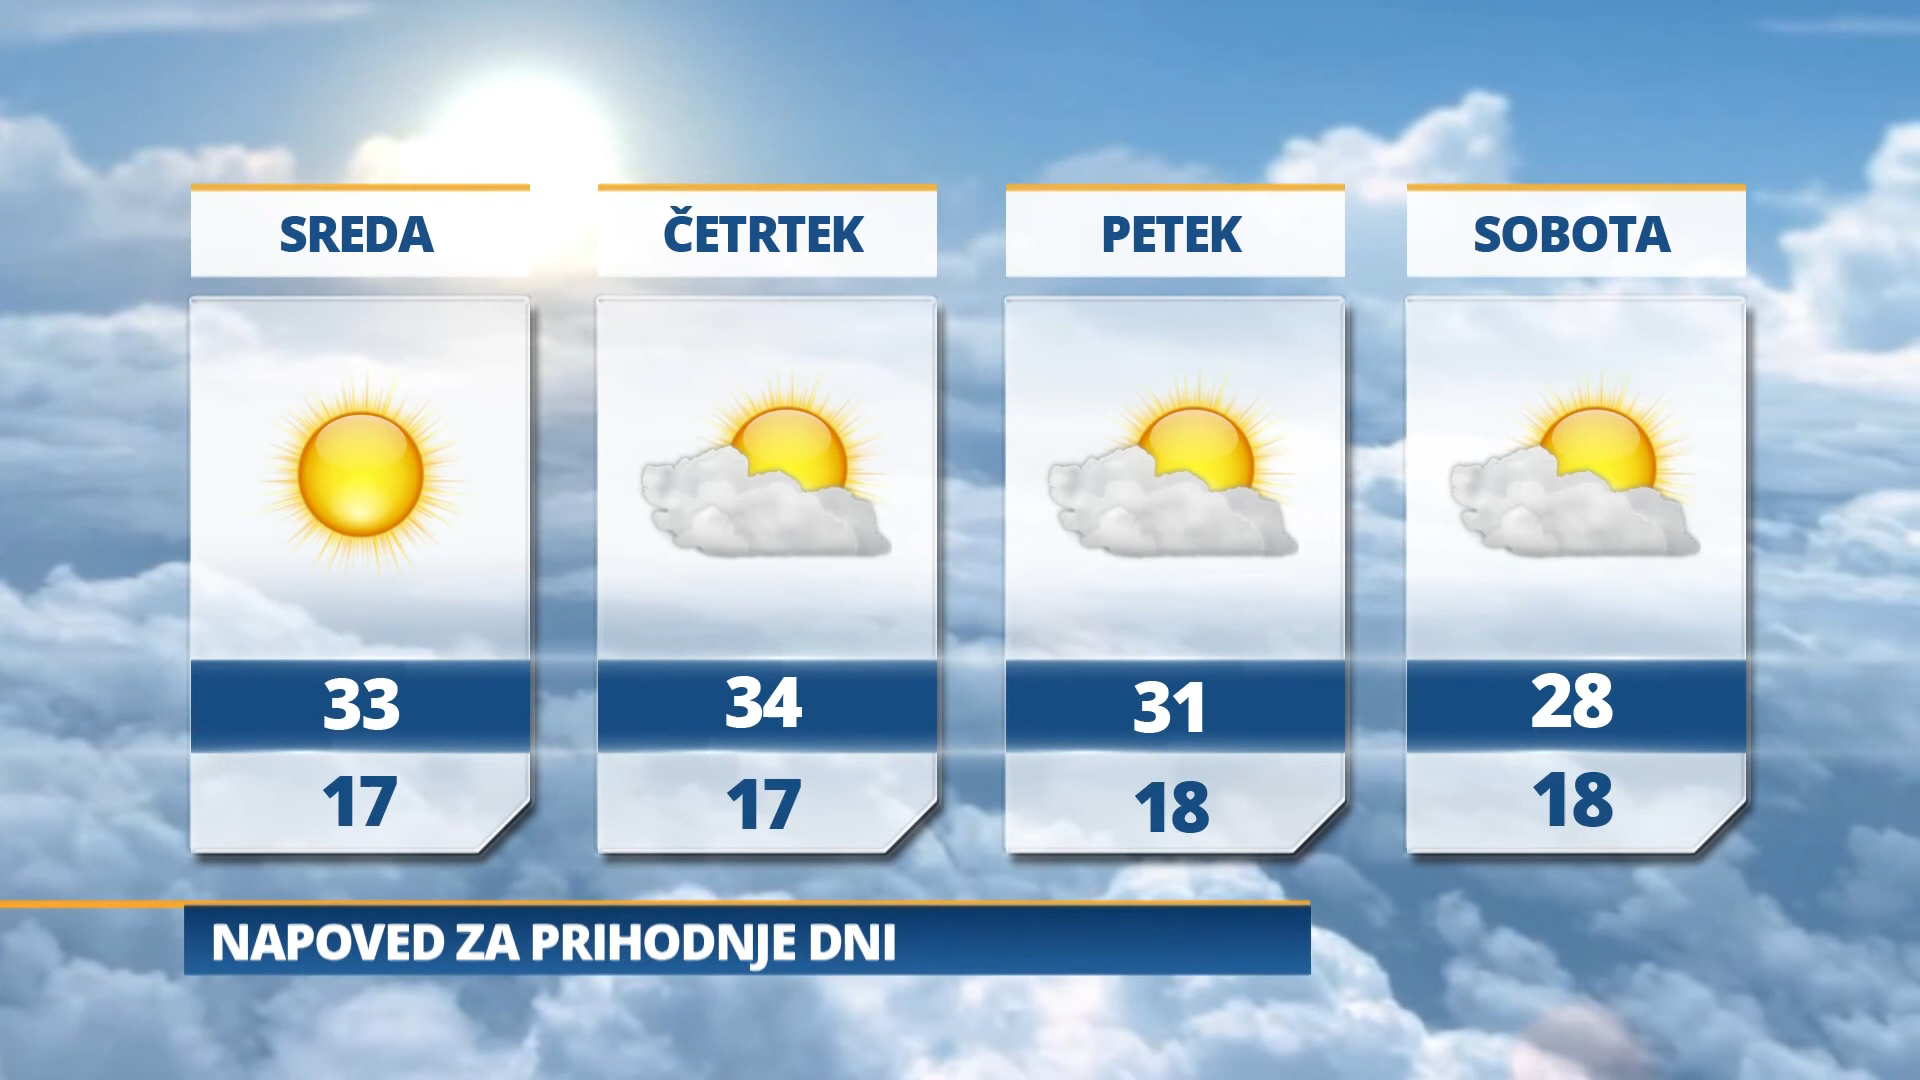 SREDA
ČETRTEK
PETEK
SOBOTA
33
34
31
28
17
17
18
18
NAPOVED ZA PRIHODNJE DNI